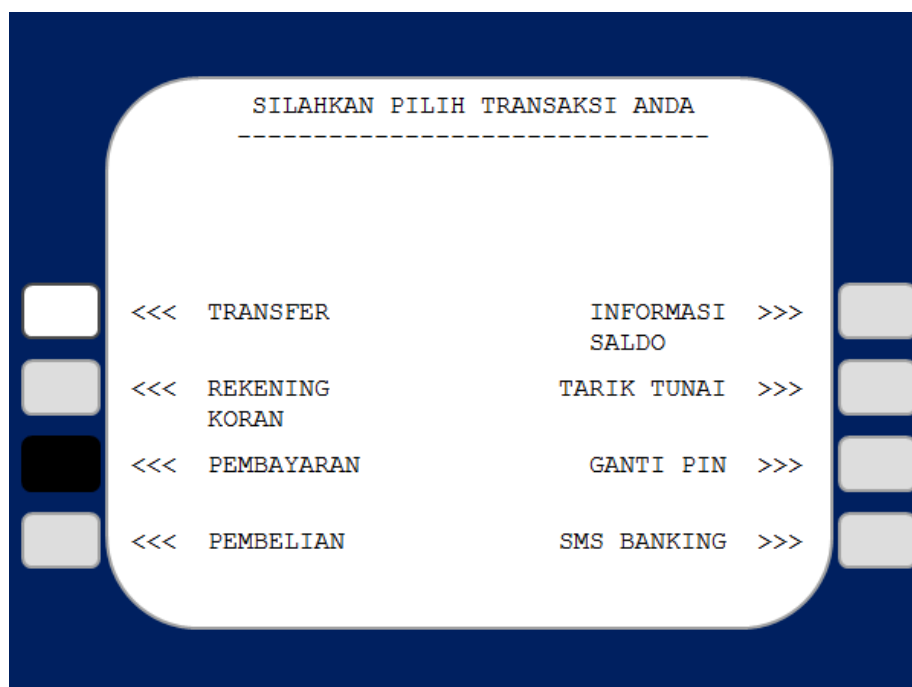 SILAHKAN PILIH TRANSAKSI ANDA
-------------------------------
<<< TRANSFER INFORMASI >>>
SALDO
<<< REKENING TARIK TUNAI >>>
KORAN
<<< PEMBAYARAN GANTI PIN >>>
<<< PEMBELIAN SMS BANKING >>>